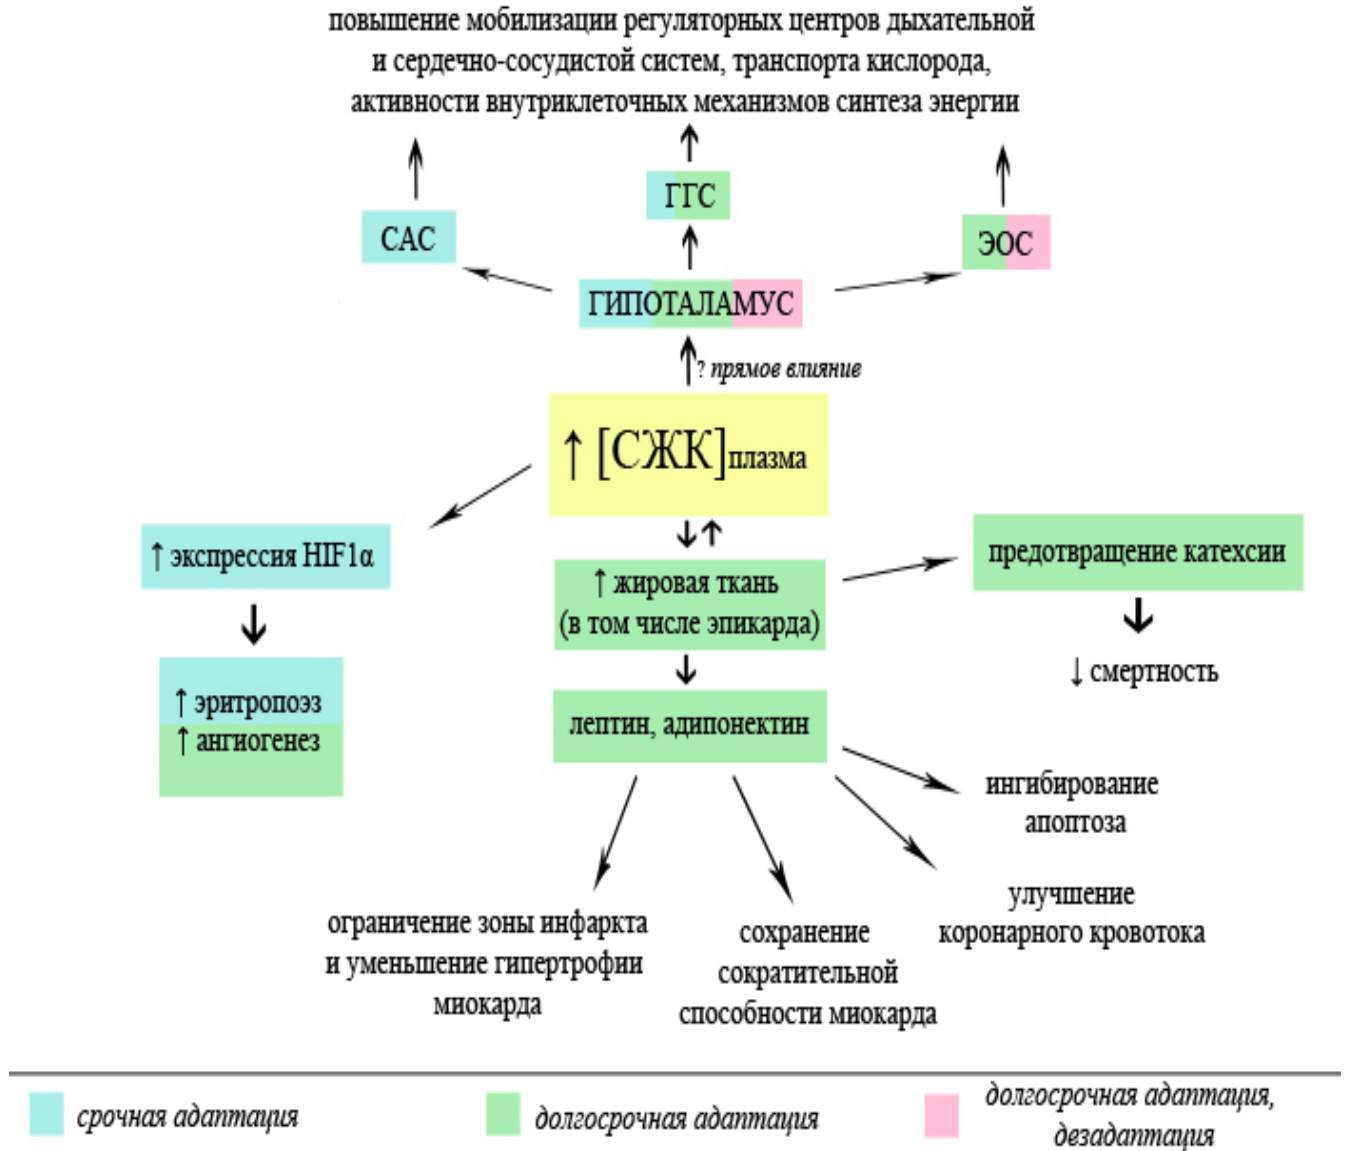 повышение мобилизации регуляторных центров дыхательной
и сердечно-сосудистой систем, транспорта кислорода,
активности внутриклеточных механизмов синтеза энергии
ГГС
САС
ЭОС
ГИПОТАЛАМУС
? прямое влияние
↑ [СЖК]плазма
↑ экспрессия HIF1α
↑ эритропоэз
↑ ангиогенез
↑ жировая ткань
(в том числе эпикарда)
предотвращение катехсии
↓ смертность
лептин, адипонектин
ингибирование
апоптоза
улучшение
коронарного кровотока
сохранение
сократительной
способности миокарда
ограничение зоны инфаркта
и уменьшение гипертрофии
миокарда
срочная адаптация
долгосрочная адаптация
долгосрочная адаптация,
дезадаптация